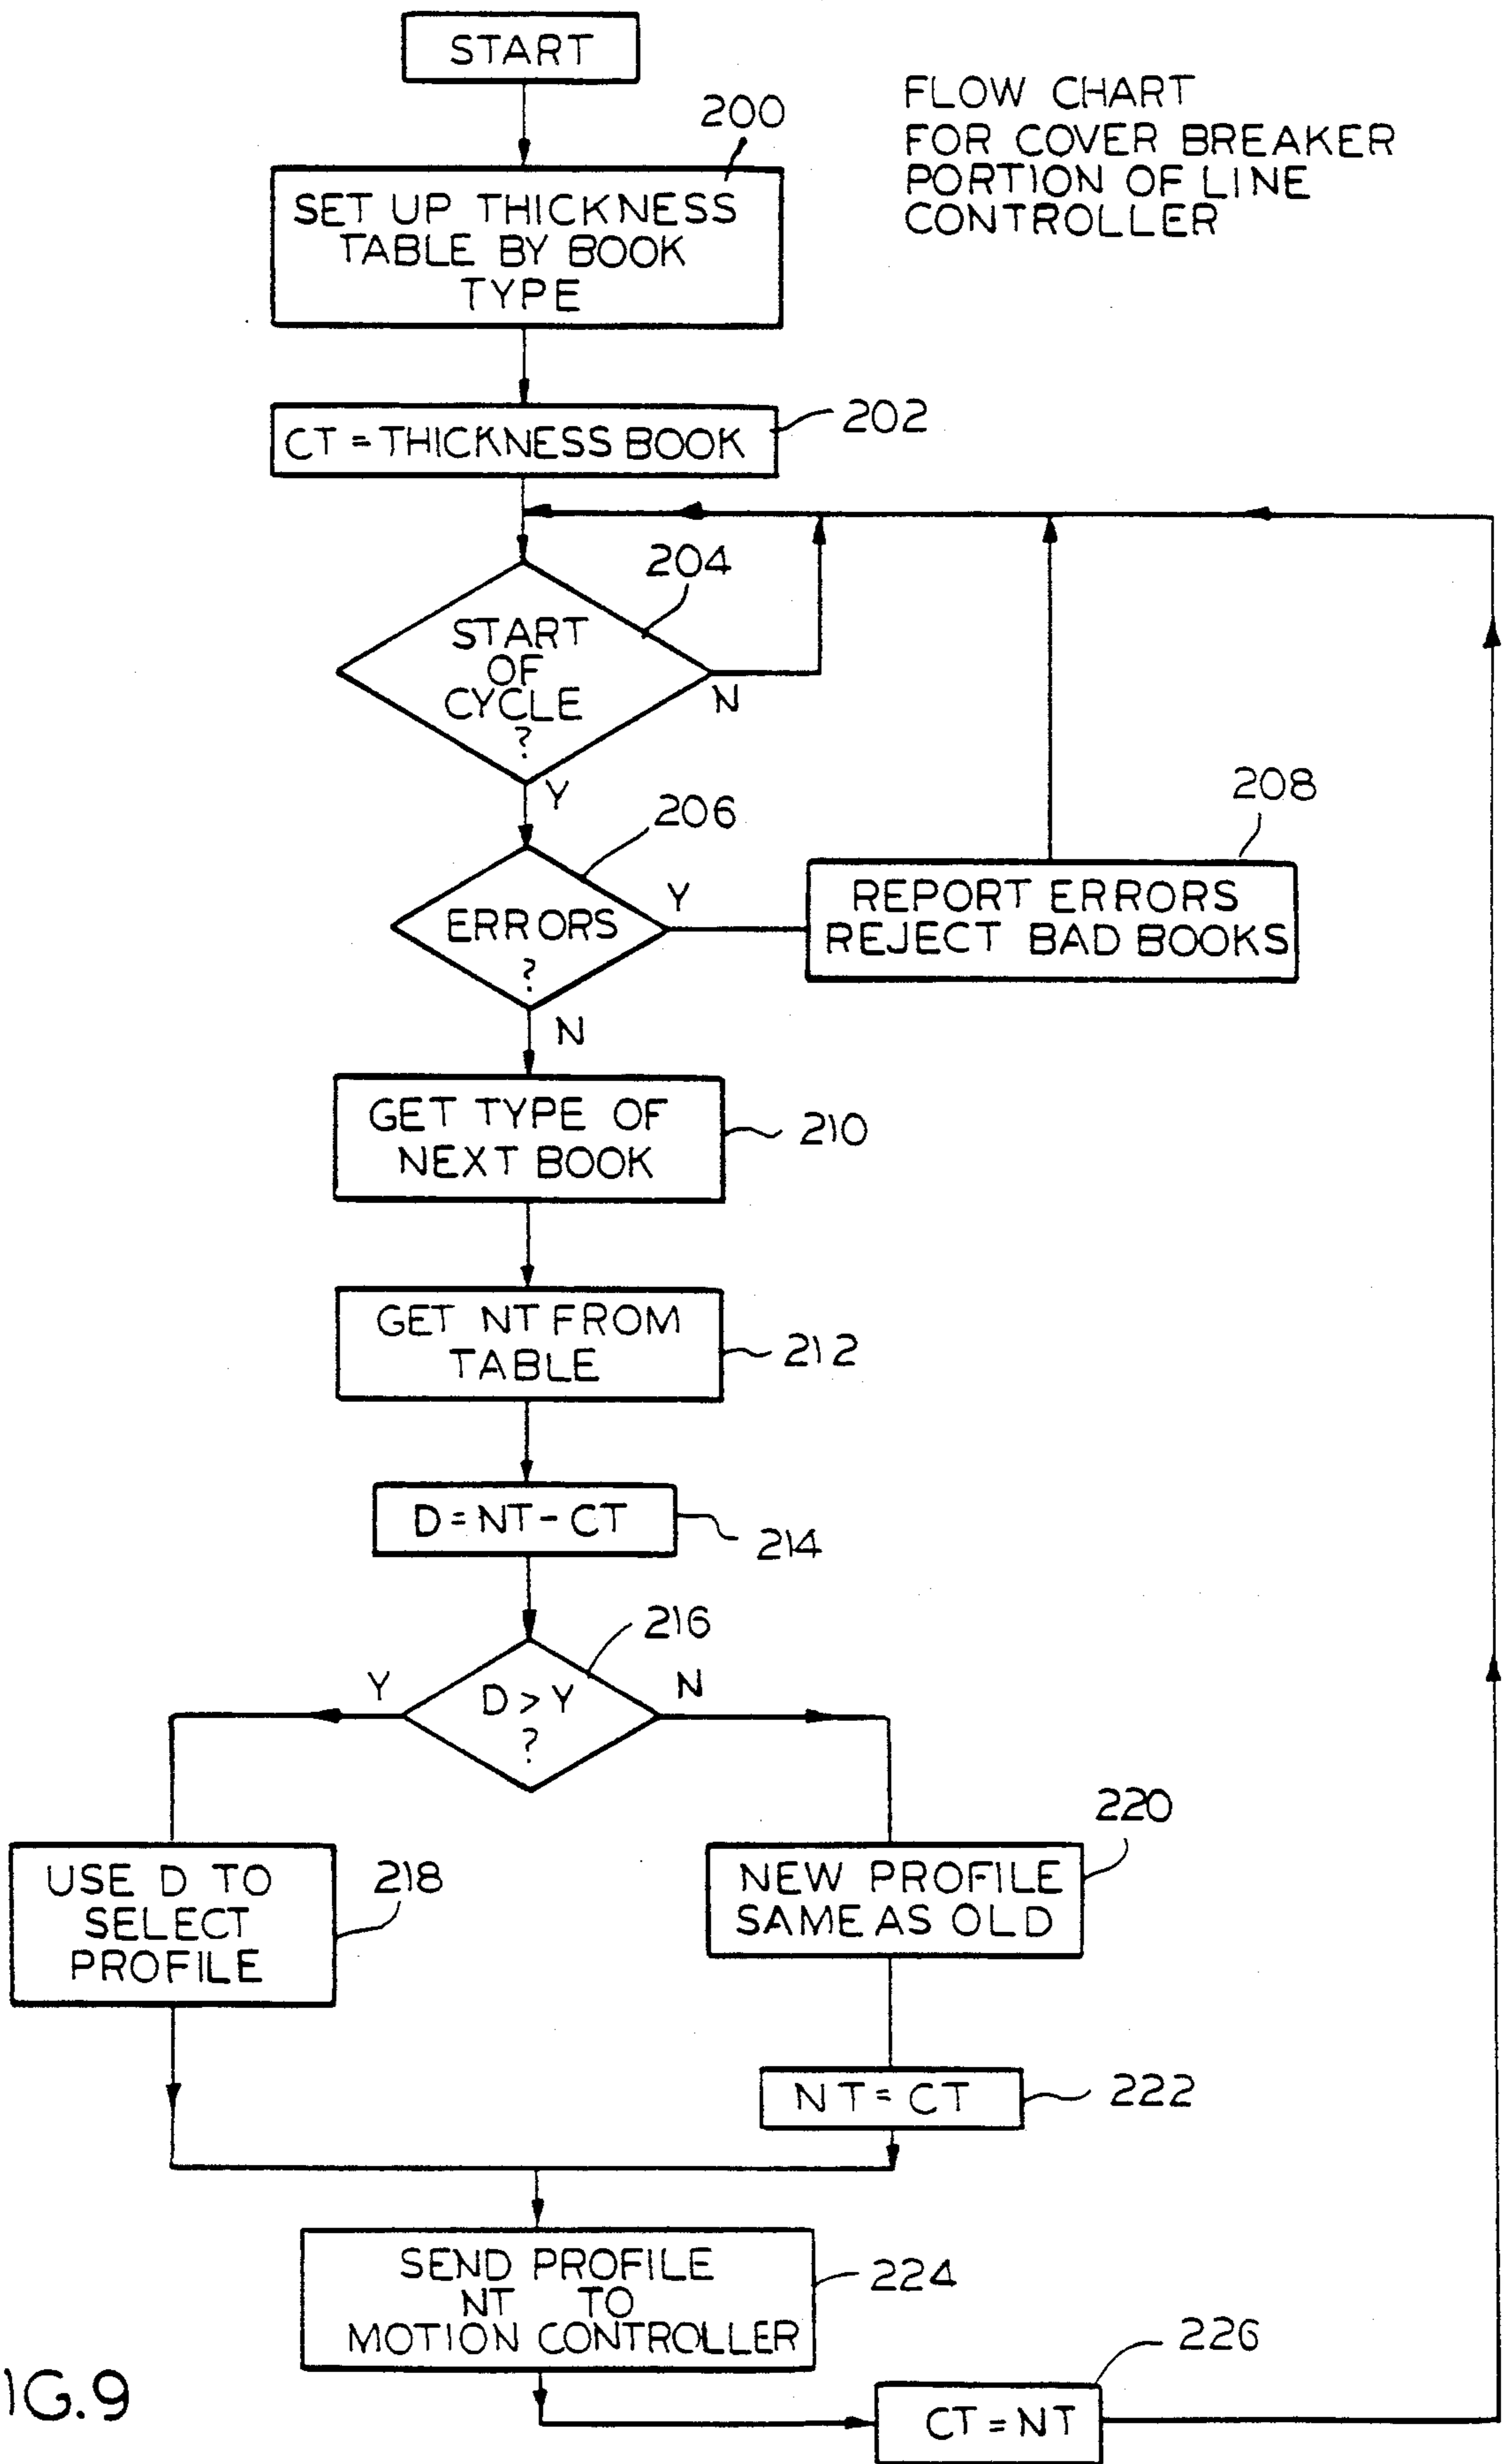 START
FLOW CHART
FOR COVER BREAKER
PORTION OF LINE
CONTROLLER
200
SET UP THICKNESS
TABLE BY BOOK
TYPE
CT = THICKNESS BOOK
202
204
START
OF
CYCLE
?
N
Y
206
ERRORS
?
Y
N
208
REPORT ERRORS
REJECT BAD BOOKS
GET TYPE OF
NEXT BOOK
210
GET NT FROM
TABLE
212
D = NT - CT
214
216
D > Y
?
Y
N
USE D TO
SELECT
PROFILE
218
220
NEW PROFILE
SAME AS OLD
NT = CT
222
SEND PROFILE
NT TO
MOTION CONTROLLER
224
226
CT = NT
IG.9